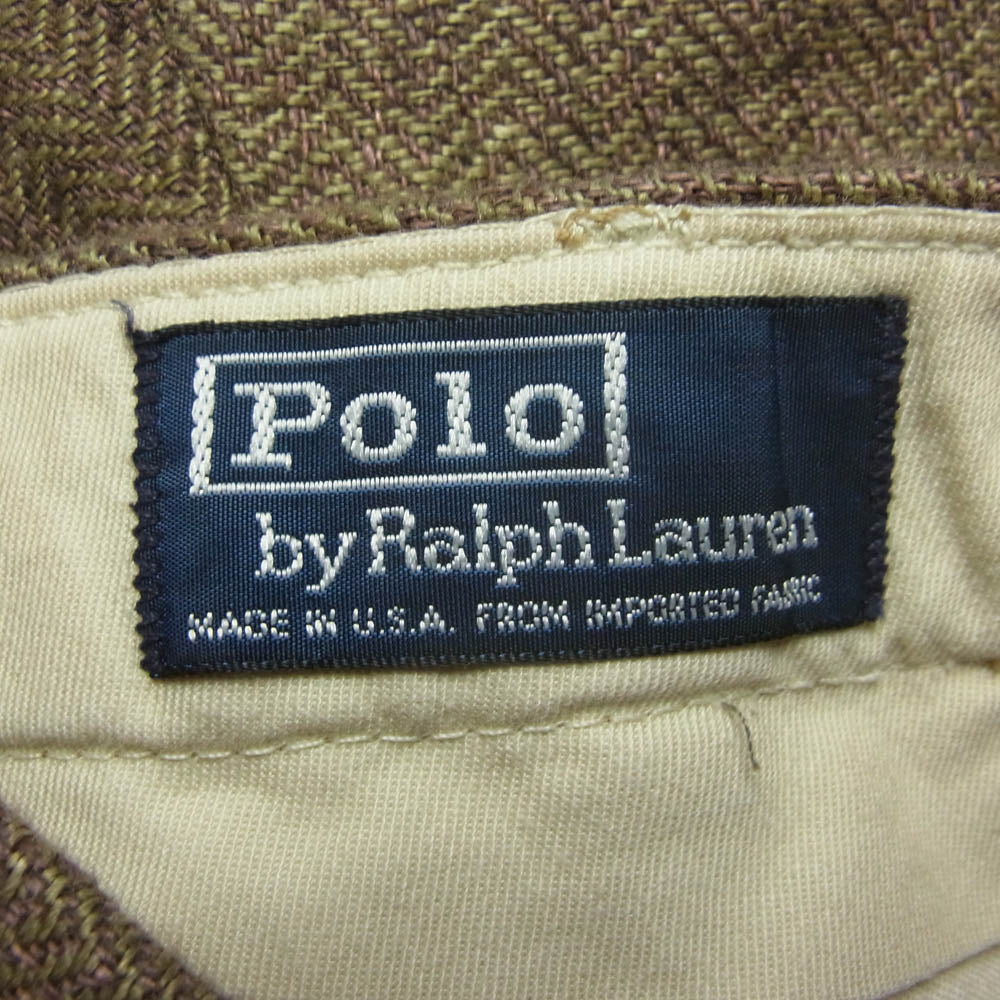 Polo
by Ralph Lauren
MADE IN U.S.A. FROM IMPORTED FABRIC